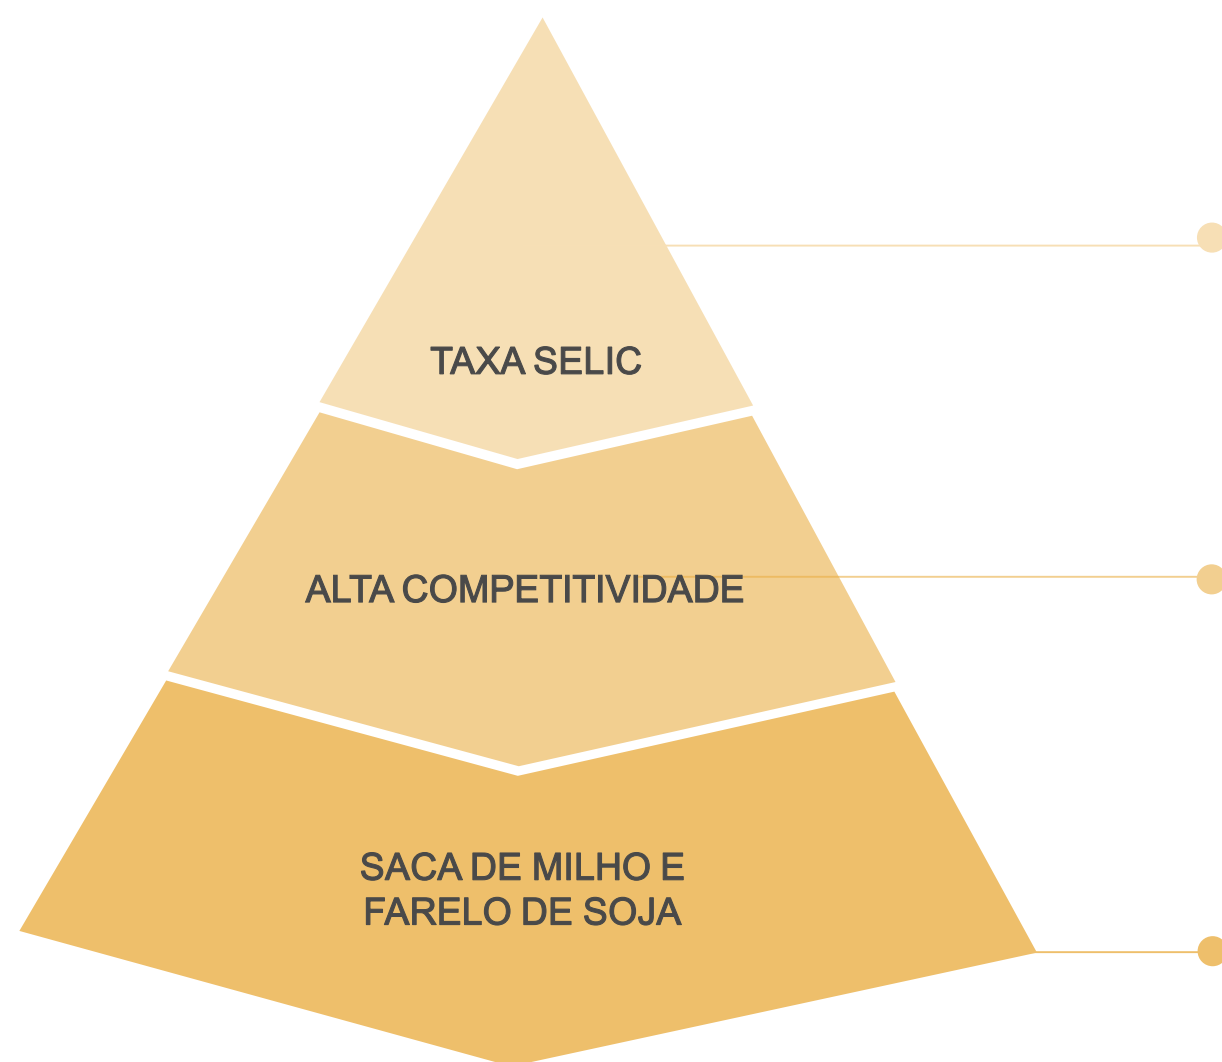 TAXA SELIC
ALTA COMPETITIVIDADE
SACA DE MILHO E
FARELO DE SOJA